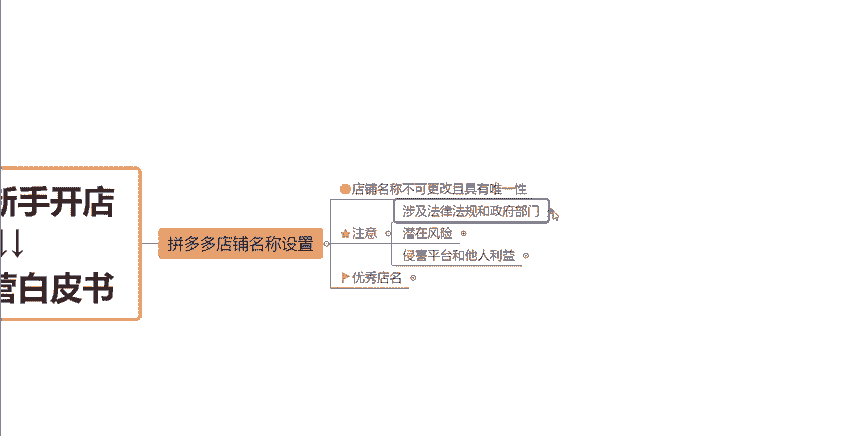 新手开店
↓↓
营白皮书
拼多多店铺名称设置
店铺名称不可更改且具有唯一性
注意
涉及法律法规和政府部门
潜在风险
侵害平台和他人利益
优秀店名